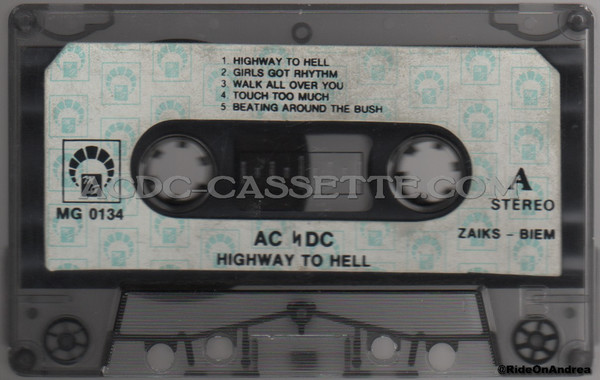 1. HIGHWAY TO HELL
2. GIRLS GOT RHYTHM
3. WALK ALL OVER YOU
4. TOUCH TOO MUCH
5. BEATING AROUND THE BUSH
ACDC-CASSETTE.COM
A
STEREO
MG 0134
ZAIKS - BIEM
AC ϟ DC
HIGHWAY TO HELL
©RideOnAndrea